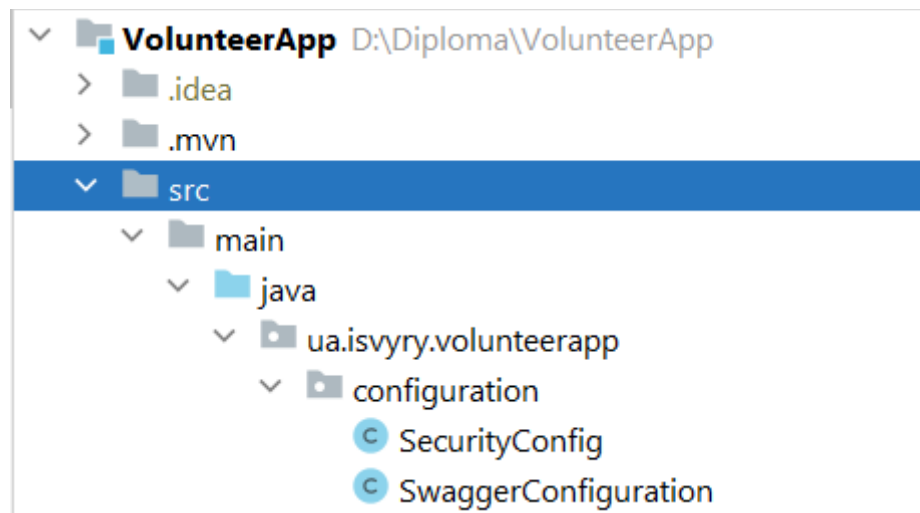 VolunteerApp D:\Diploma\VolunteerApp
.idea
.mvn
src
main
java
ua.isvyry.volunteerapp
configuration
C SecurityConfig
C SwaggerConfiguration